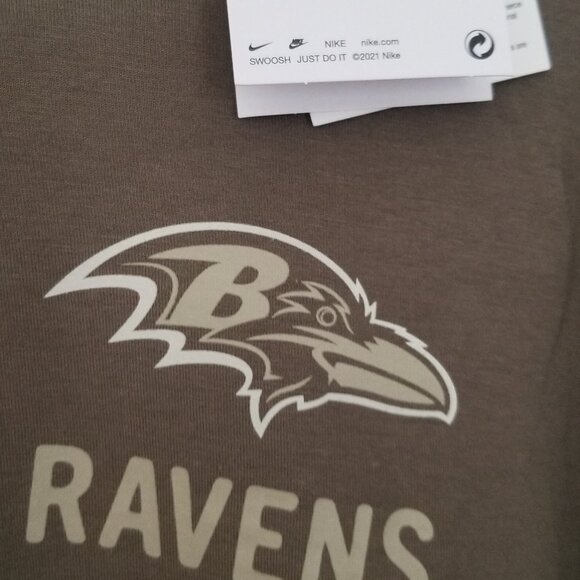 NIKE nike.com
SWOOSH JUST DO IT ©2021 Nike
B
RAVENS